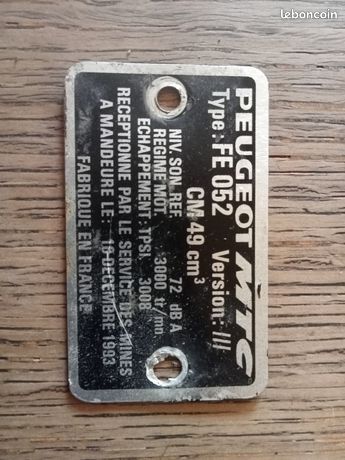 leboncoin
PEUGEOT MTC
Type: FE 052 Version: III
CM 49 cm³
NIV. SON. REF. 72 dB A
REGIME MOT. 3000 tr/mn
ECHAPPEMENT: TPSI. 3008
RECEPTIONNE PAR LE SERVICE DES MINES
A MANDEURE LE: 16 DECEMBRE 1993
FABRIQUE EN FRANCE